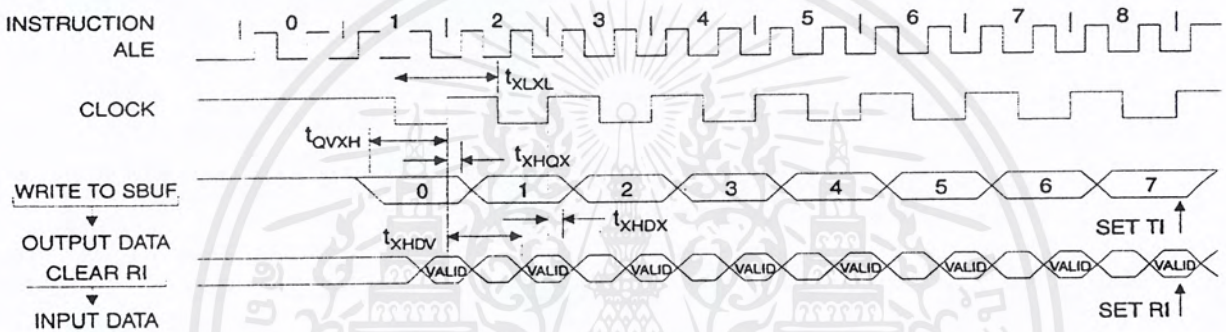 INSTRUCTION 0 1 2 3 4 5 6 7 8
ALE
tXLXL
CLOCK
tQVXH
tXHQX
WRITE TO SBUF
0 1 2 3 4 5 6 7
tXHDX
SET TI
OUTPUT DATA
tXHDV
CLEAR RI
VALID VALID VALID VALID VALID VALID VALID VALID
SET RI
INPUT DATA